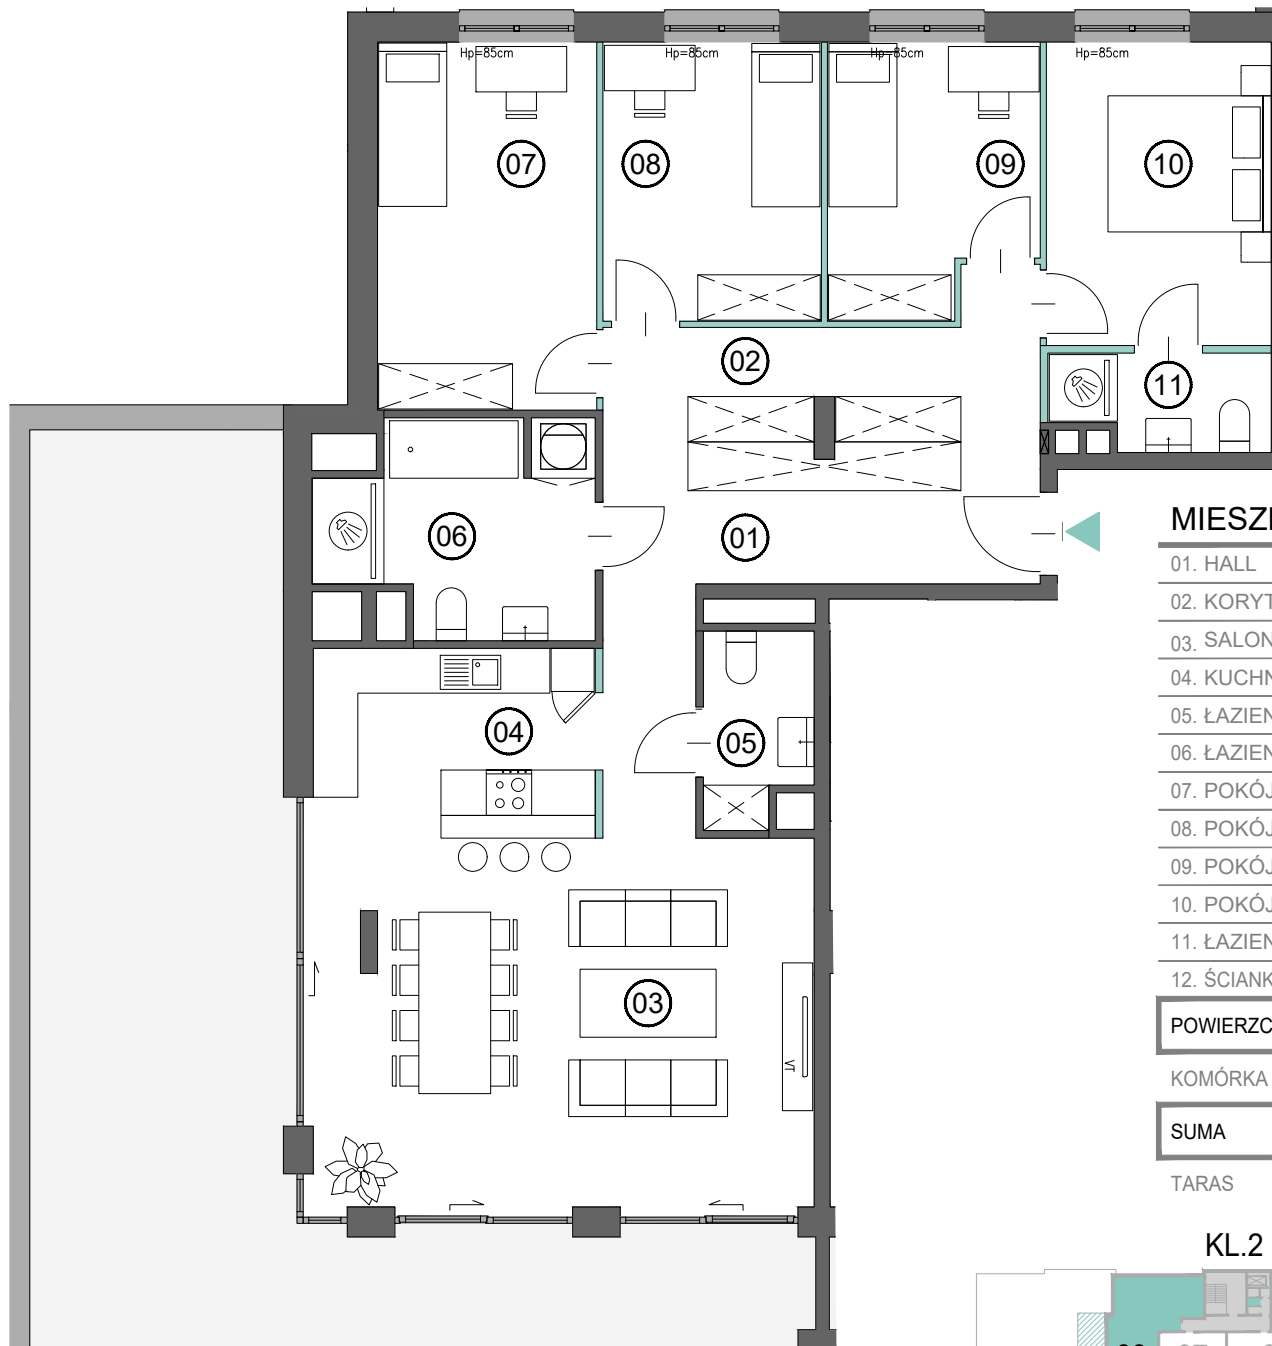 Hp=85cm
Hp=85cm
Hp=85cm
Hp=85cm
07
08
09
10
02
11
06
01
04
05
03
VT
MIESZ
01. HALL
02. KORYT
03. SALON
04. KUCHN
05. ŁAZIEN
06. ŁAZIEN
07. POKÓJ
08. POKÓJ
09. POKÓJ
10. POKÓJ
11. ŁAZIEN
12. ŚCIANK
POWIERZC
KOMÓRKA
SUMA
TARAS
KL.2